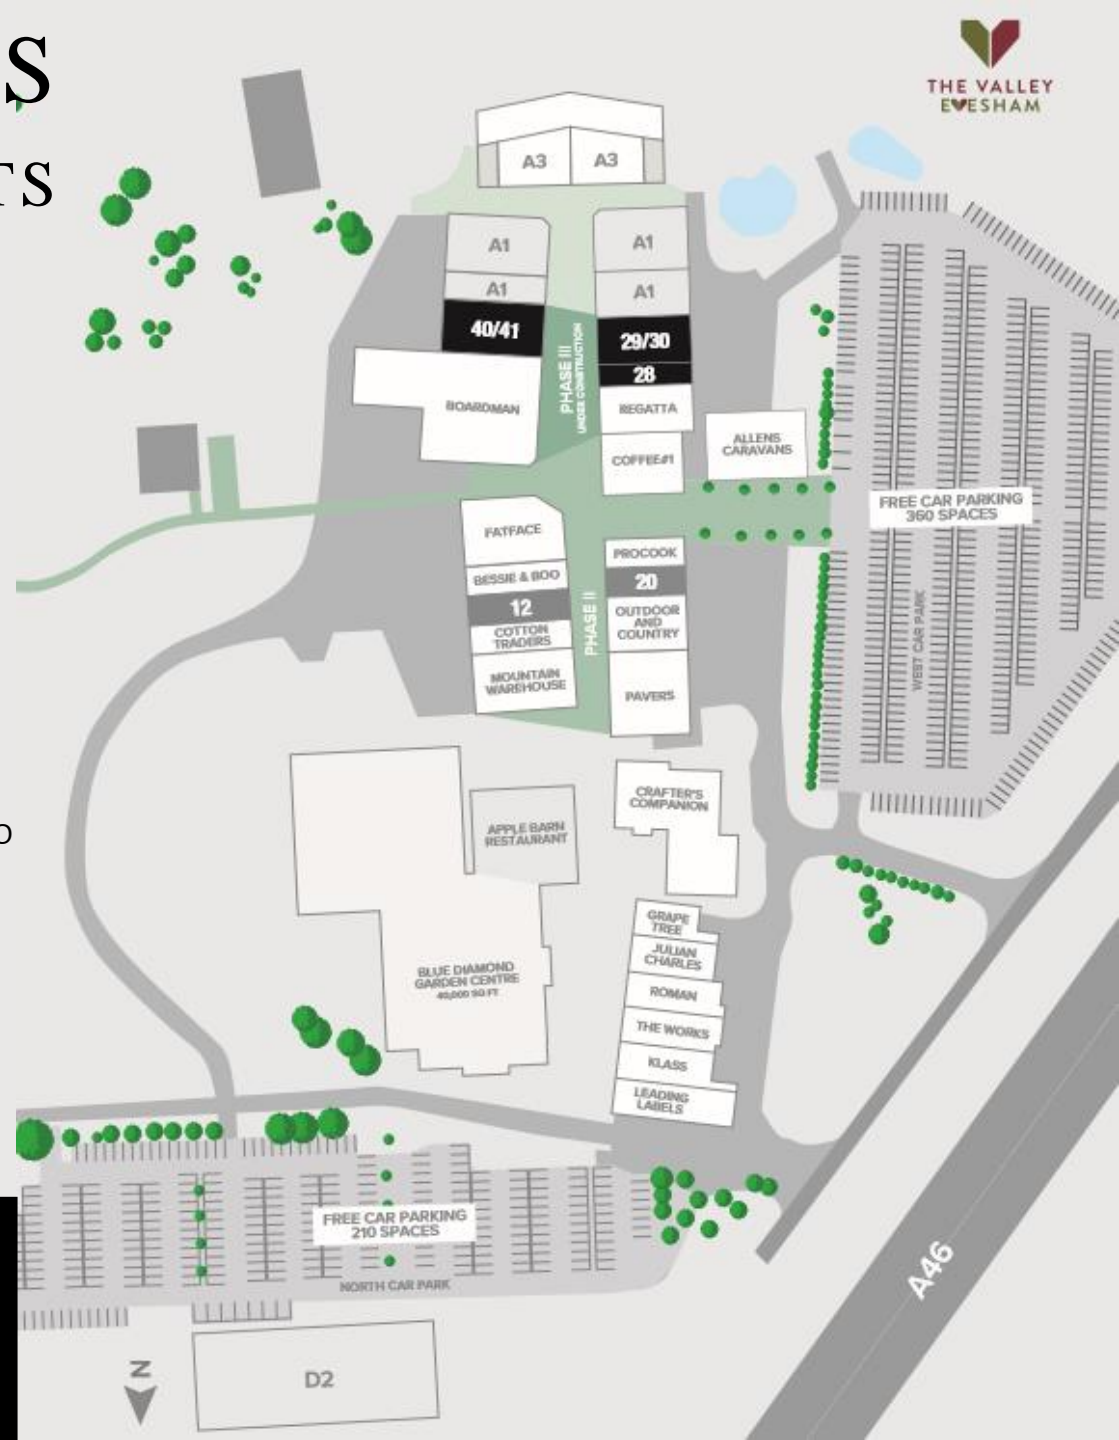 S
TS
THE VALLEY
EVESHAM
A3
A3
A1
A1
A1
A1
40/41
29/30
28
PHASE III
UNDER CONSTRUCTION
BOARDMAN
REGATTA
COFFEE#1
ALLENS
CARAVANS
FREE CAR PARKING
360 SPACES
FATFACE
PROCOOK
BESSIE & BOO
20
12
OUTDOOR
AND
COUNTRY
COTTON
TRADERS
PHASE II
WEST CAR PARK
MOUNTAIN
WAREHOUSE
PAVERS
CRAFTER'S
COMPANION
O
APPLE BARN
RESTAURANT
GRAPE
TREE
JULIAN
CHARLES
BLUE DIAMOND
GARDEN CENTRE
40,000 SQ FT
ROMAN
THE WORKS
KLASS
LEADING
LABELS
FREE CAR PARKING
210 SPACES
NORTH CAR PARK
A46
N
D2